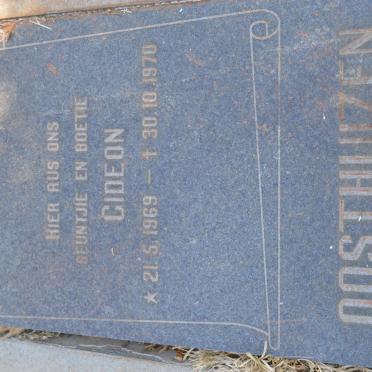 HIER RUS ONS
SEUNTJIE EN BOETIE
GIDEON
★ 21.5.1969 — † 30.10.1970
OOSTHUIZEN